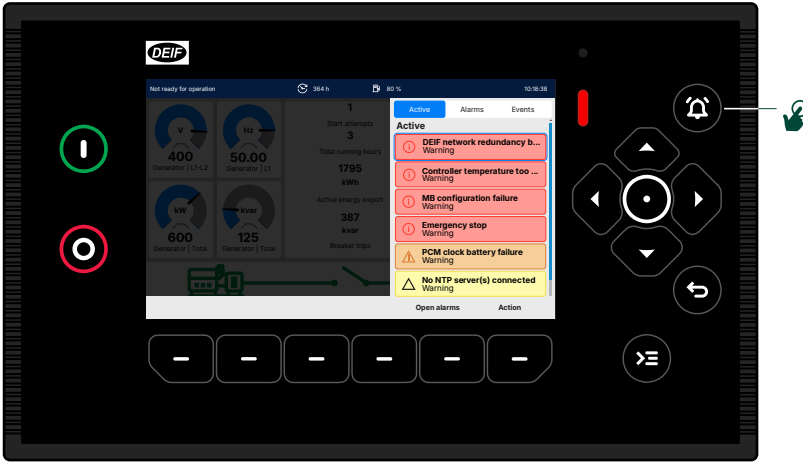 DEIF
Not ready for operation
364 h
80 %
10:18:38
V
400
Generator | L1-L2
Hz
50.00
Generator | L1
kW
600
Generator | Total
kvar
125
Generator | Total
1
Start attempts
3
Total running hours
1795
kWh
Active energy export
387
kvar
Breaker trips
Active
Alarms
Events
Active
DEIF network redundancy b...
Warning
Controller temperature too ...
Warning
MB configuration failure
Warning
Emergency stop
Warning
PCM clock battery failure
Warning
No NTP server(s) connected
Warning
Open alarms
Action